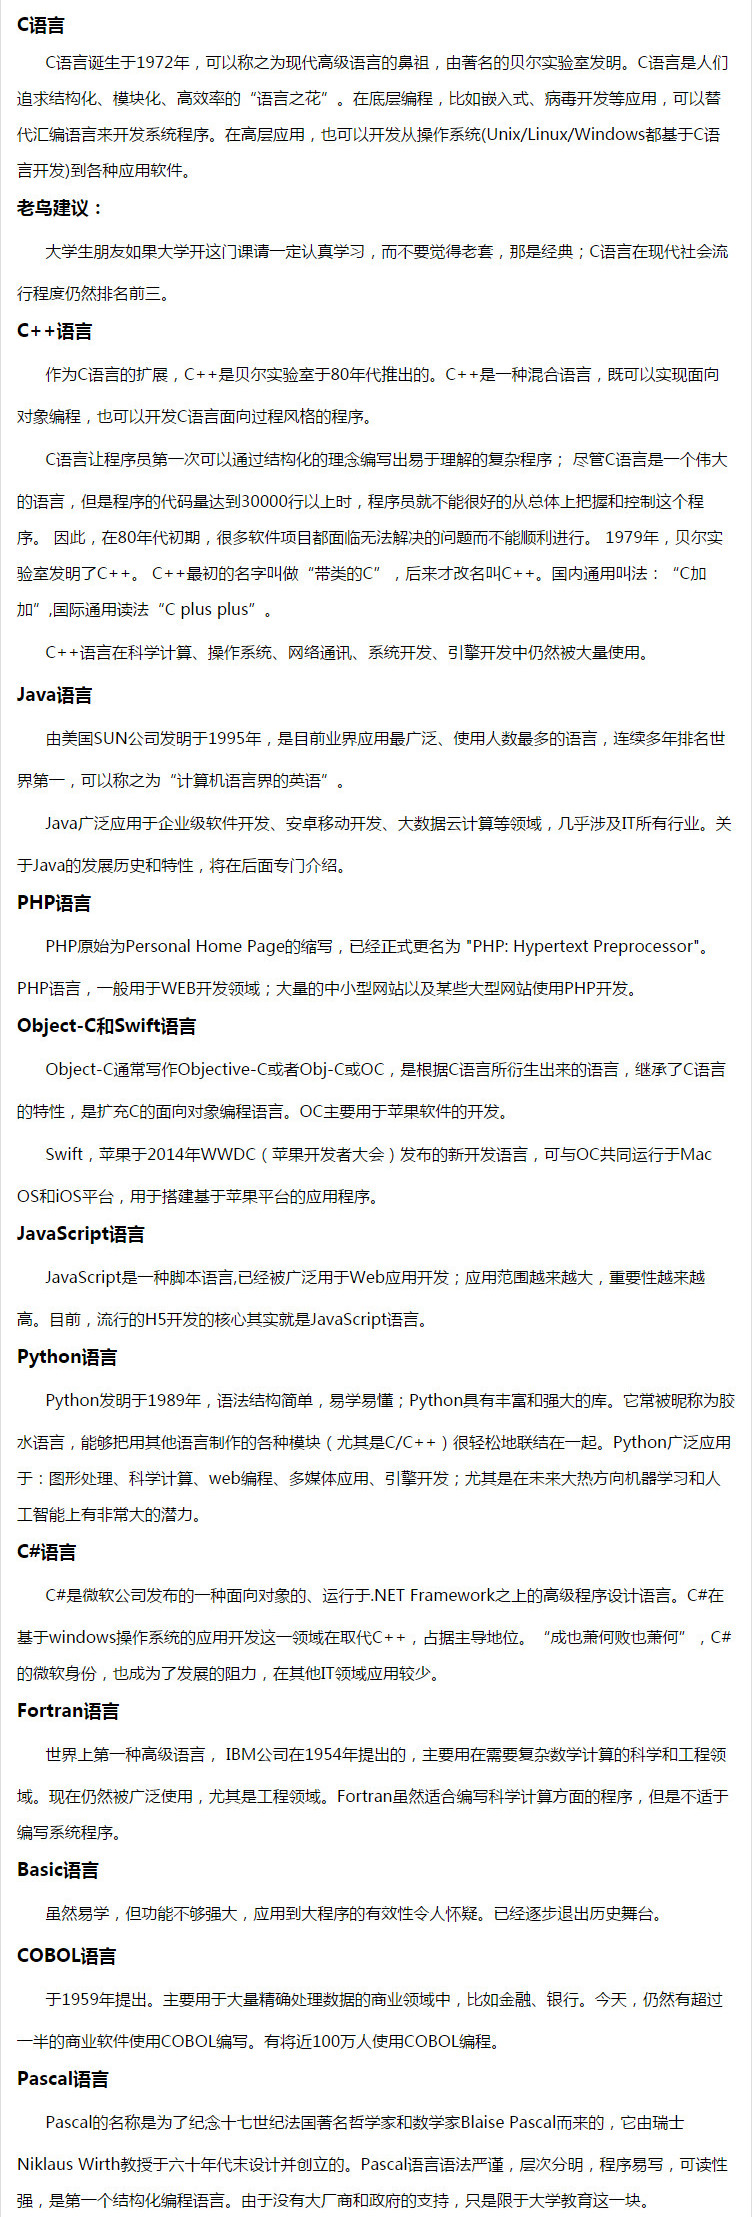 C语言
C语言诞生于1972年，可以称之为现代高级语言的鼻祖，由著名的贝尔实验室发明。C语言是人们
追求结构化、模块化、高效率的“语言之花”。在底层编程，比如嵌入式、病毒开发等应用，可以替
代汇编语言来开发系统程序。在高层应用，也可以开发从操作系统(Unix/Linux/Windows都基于C语
言开发)到各种应用软件。
老鸟建议：
大学生朋友如果大学开这门课请一定认真学习，而不要觉得老套，那是经典；C语言在现代社会流
行程度仍然排名前三。
C++语言
作为C语言的扩展，C++是贝尔实验室于80年代推出的。C++是一种混合语言，既可以实现面向
对象编程，也可以开发C语言面向过程风格的程序。
C语言让程序员第一次可以通过结构化的理念编写出易于理解的复杂程序； 尽管C语言是一个伟大
的语言，但是程序的代码量达到30000行以上时，程序员就不能很好的从总体上把握和控制这个程
序。 因此，在80年代初期，很多软件项目都面临无法解决的问题而不能顺利进行。 1979年，贝尔实
验室发明了C++。 C++最初的名字叫做“带类的C”，后来才改名叫C++。国内通用叫法：“C加
加”,国际通用读法“C plus plus”。
C++语言在科学计算、操作系统、网络通讯、系统开发、引擎开发中仍然被大量使用。
Java语言
由美国SUN公司发明于1995年，是目前业界应用最广泛、使用人数最多的语言，连续多年排名世
界第一，可以称之为“计算机语言界的英语”。
Java广泛应用于企业级软件开发、安卓移动开发、大数据云计算等领域，几乎涉及IT所有行业。关
于Java的发展历史和特性，将在后面专门介绍。
PHP语言
PHP原始为Personal Home Page的缩写，已经正式更名为 "PHP: Hypertext Preprocessor"。
PHP语言，一般用于WEB开发领域；大量的中小型网站以及某些大型网站使用PHP开发。
Object-C和Swift语言
Object-C通常写作Objective-C或者Obj-C或OC，是根据C语言所衍生出来的语言，继承了C语言
的特性，是扩充C的面向对象编程语言。OC主要用于苹果软件的开发。
Swift，苹果于2014年WWDC（苹果开发者大会）发布的新开发语言，可与OC共同运行于Mac
OS和iOS平台，用于搭建基于苹果平台的应用程序。
JavaScript语言
JavaScript是一种脚本语言,已经被广泛用于Web应用开发；应用范围越来越大，重要性越来越
高。目前，流行的H5开发的核心其实就是JavaScript语言。
Python语言
Python发明于1989年，语法结构简单，易学易懂；Python具有丰富和强大的库。它常被昵称为胶
水语言，能够把用其他语言制作的各种模块（尤其是C/C++）很轻松地联结在一起。Python广泛应用
于：图形处理、科学计算、web编程、多媒体应用、引擎开发；尤其是在未来大热方向机器学习和人
工智能上有非常大的潜力。
C#语言
C#是微软公司发布的一种面向对象的、运行于.NET Framework之上的高级程序设计语言。C#在
基于windows操作系统的应用开发这一领域在取代C++，占据主导地位。“成也萧何败也萧何”，C#
的微软身份，也成为了发展的阻力，在其他IT领域应用较少。
Fortran语言
世界上第一种高级语言， IBM公司在1954年提出的，主要用在需要复杂数学计算的科学和工程领
域。现在仍然被广泛使用，尤其是工程领域。Fortran虽然适合编写科学计算方面的程序，但是不适于
编写系统程序。
Basic语言
虽然易学，但功能不够强大，应用到大程序的有效性令人怀疑。已经逐步退出历史舞台。
COBOL语言
于1959年提出。主要用于大量精确处理数据的商业领域中，比如金融、银行。今天，仍然有超过
一半的商业软件使用COBOL编写。有将近100万人使用COBOL编程。
Pascal语言
Pascal的名称是为了纪念十七世纪法国著名哲学家和数学家Blaise Pascal而来的，它由瑞士
Niklaus Wirth教授于六十年代末设计并创立的。Pascal语言语法严谨，层次分明，程序易写，可读性
强，是第一个结构化编程语言。由于没有大厂商和政府的支持，只是限于大学教育这一块。